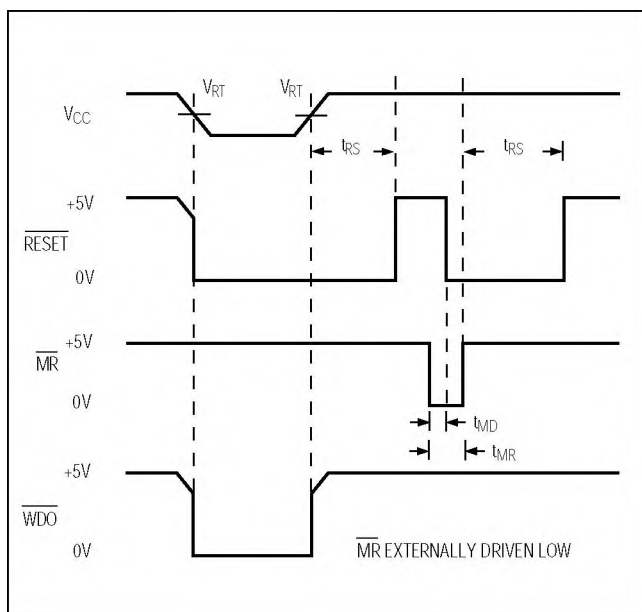 V_RT V_RT
V_CC
t_RS t_RS
+5V
RESET
0V
+5V
MR
0V
t_MD
t_MR
+5V
WDO
0V
MR EXTERNALLY DRIVEN LOW